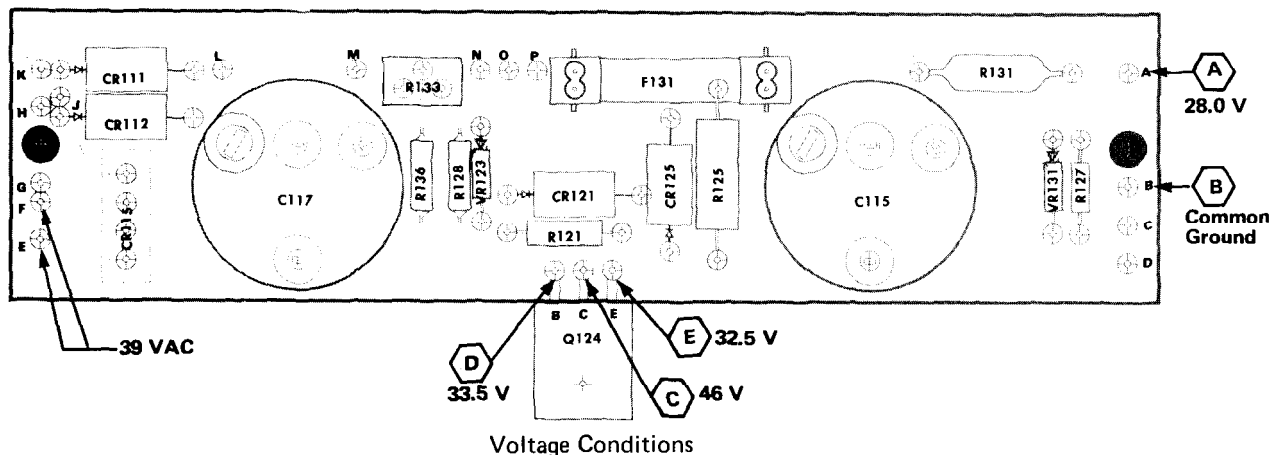 K
CR111
L
M
R133
N
O
P
F131
R131
A
A
28.0 V
H
J
CR112
G
F
E
CR115
C117
R136
R128
VR123
CR121
R121
CR125
R125
C115
VR131
R127
B
B
Common
Ground
C
D
39 VAC
B C E
Q124
D
33.5 V
E
32.5 V
C
46 V
Voltage Conditions